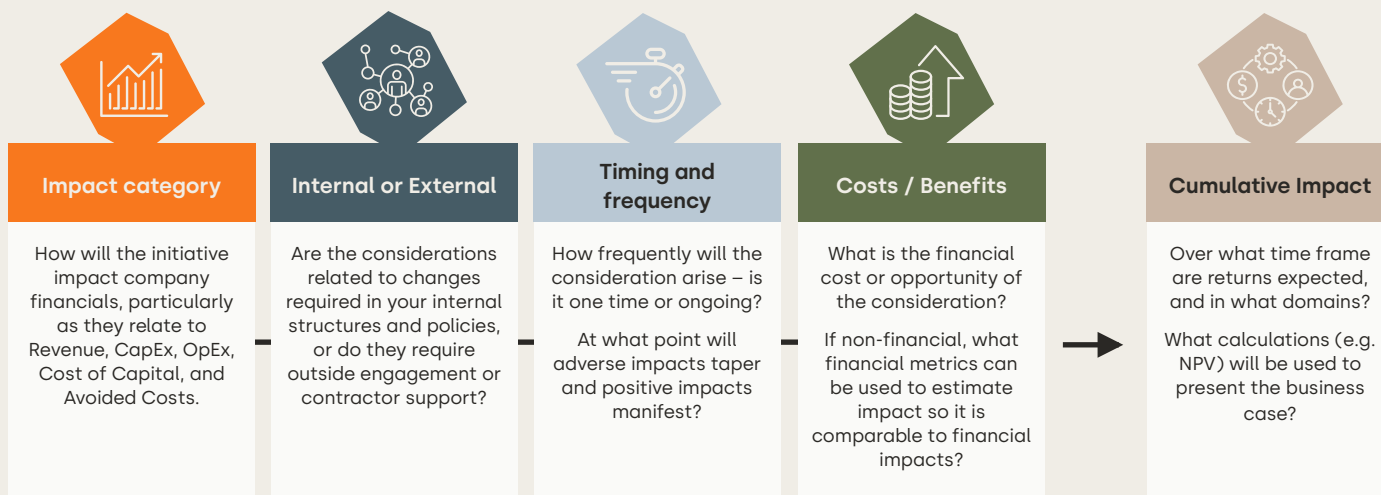 Impact category
How will the initiative
impact company
financials, particularly
as they relate to
Revenue, CapEx, OpEx,
Cost of Capital, and
Avoided Costs.
Internal or External
Are the considerations
related to changes
required in your internal
structures and policies,
or do they require
outside engagement or
contractor support?
Timing and
frequency
How frequently will the
consideration arise – is
it one time or ongoing?
At what point will
adverse impacts taper
and positive impacts
manifest?
Costs / Benefits
What is the financial
cost or opportunity of
the consideration?
If non-financial, what
financial metrics can
be used to estimate
impact so it is
comparable to financial
impacts?
$
Cumulative Impact
Over what time frame
are returns expected,
and in what domains?
What calculations (e.g.
NPV) will be used to
present the business
case?